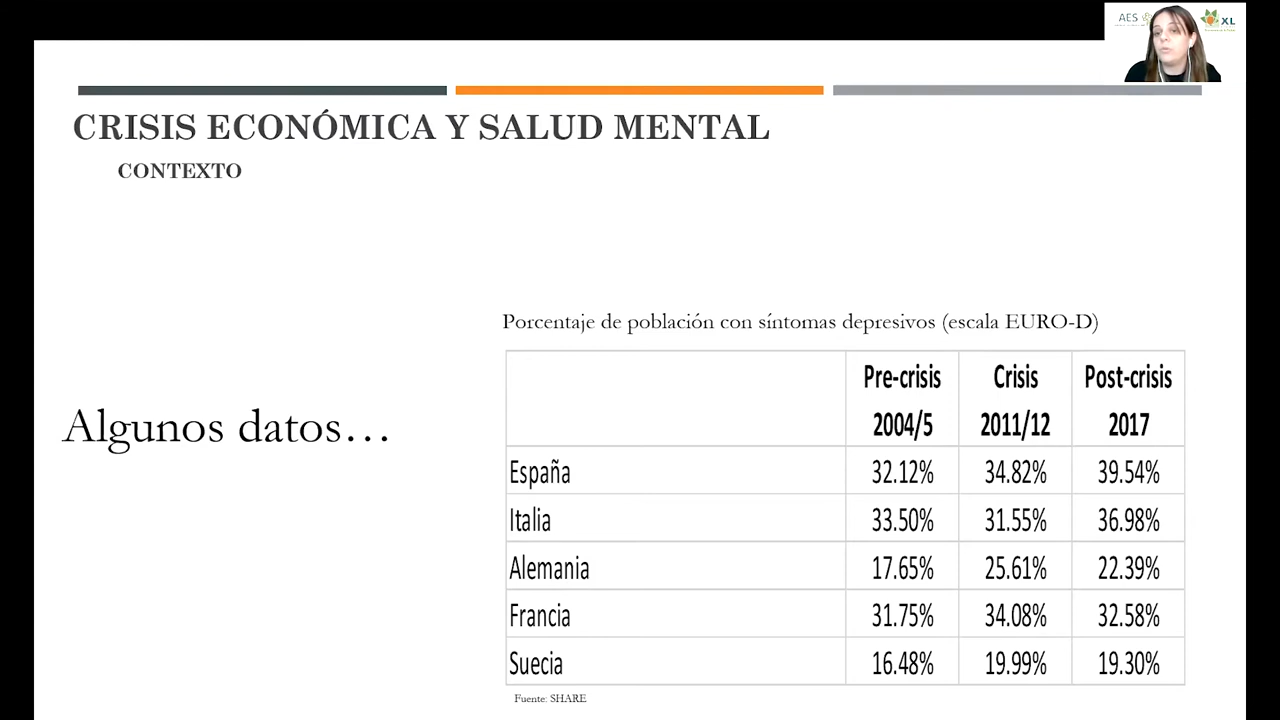 AES
XL
CRISIS ECONÓMICA Y SALUD MENTAL
CONTEXTO
Porcentaje de población con síntomas depresivos (escala EURO-D)
Algunos datos…
Pre-crisis Crisis Post-crisis
2004/5 2011/12 2017
España 32.12% 34.82% 39.54%
Italia 33.50% 31.55% 36.98%
Alemania 17.65% 25.61% 22.39%
Francia 31.75% 34.08% 32.58%
Suecia 16.48% 19.99% 19.30%
Fuente: SHARE